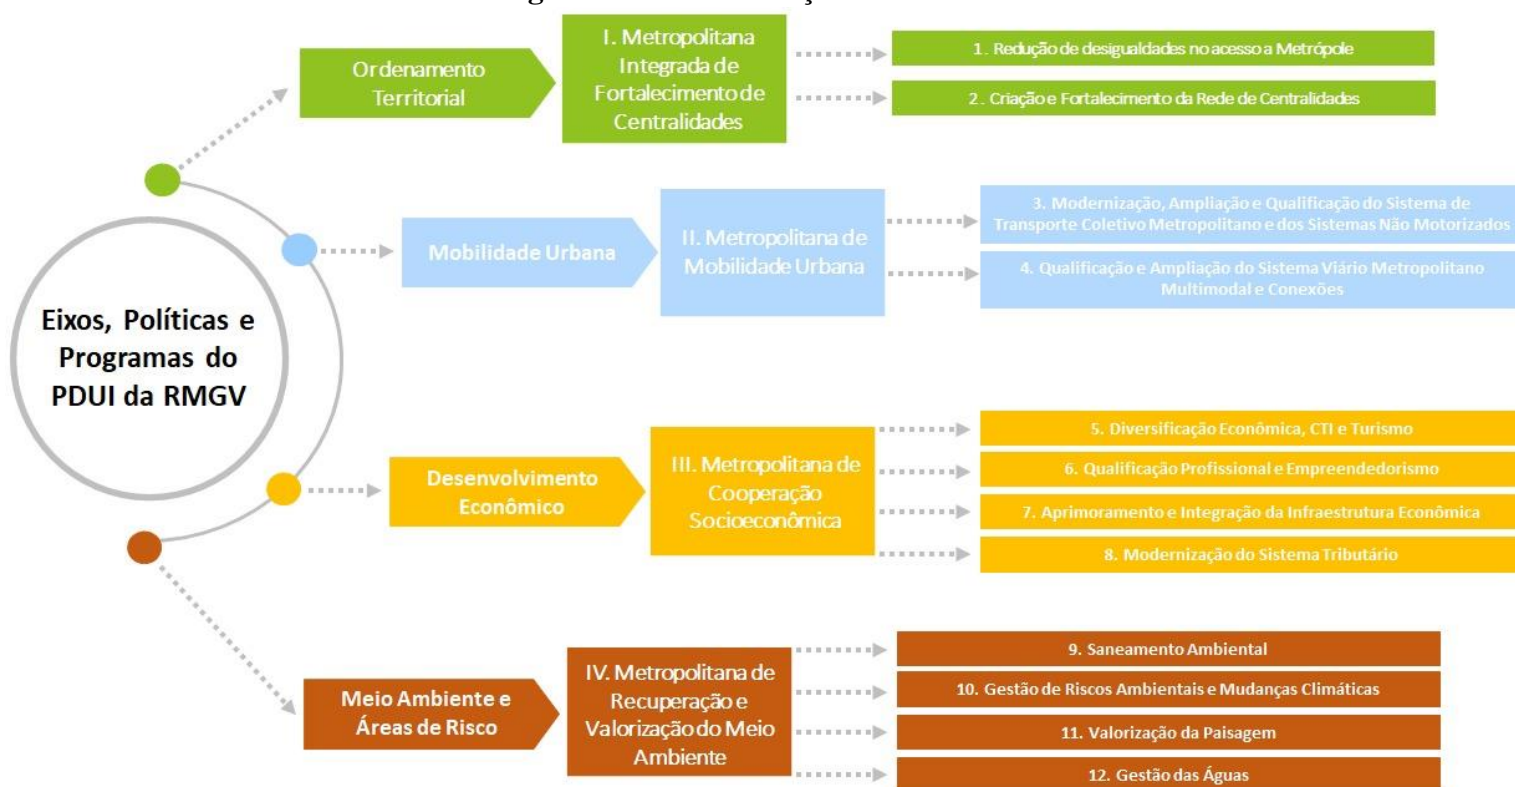 Eixos, Políticas e
Programas do
PDUI da RMGV
Ordenamento
Territorial
I. Metropolitana
Integrada de
Fortalecimento de
Centralidades
1. Redução de desigualdades no acesso a Metrópole
2. Criação e Fortalecimento da Rede de Centralidades
Mobilidade Urbana
II. Metropolitana de
Mobilidade Urbana
3. Modernização, Ampliação e Qualificação do Sistema de
Transporte Coletivo Metropolitano e dos Sistemas Não Motorizados
4. Qualificação e Ampliação do Sistema Viário Metropolitano
Multimodal e Conexões
Desenvolvimento
Econômico
III. Metropolitana de
Cooperação
Socioeconômica
5. Diversificação Econômica, CTI e Turismo
6. Qualificação Profissional e Empreendedorismo
7. Aprimoramento e Integração da Infraestrutura Econômica
8. Modernização do Sistema Tributário
Meio Ambiente e
Áreas de Risco
IV. Metropolitana de
Recuperação e
Valorização do Meio
Ambiente
9. Saneamento Ambiental
10. Gestão de Riscos Ambientais e Mudanças Climáticas
11. Valorização da Paisagem
12. Gestão das Águas